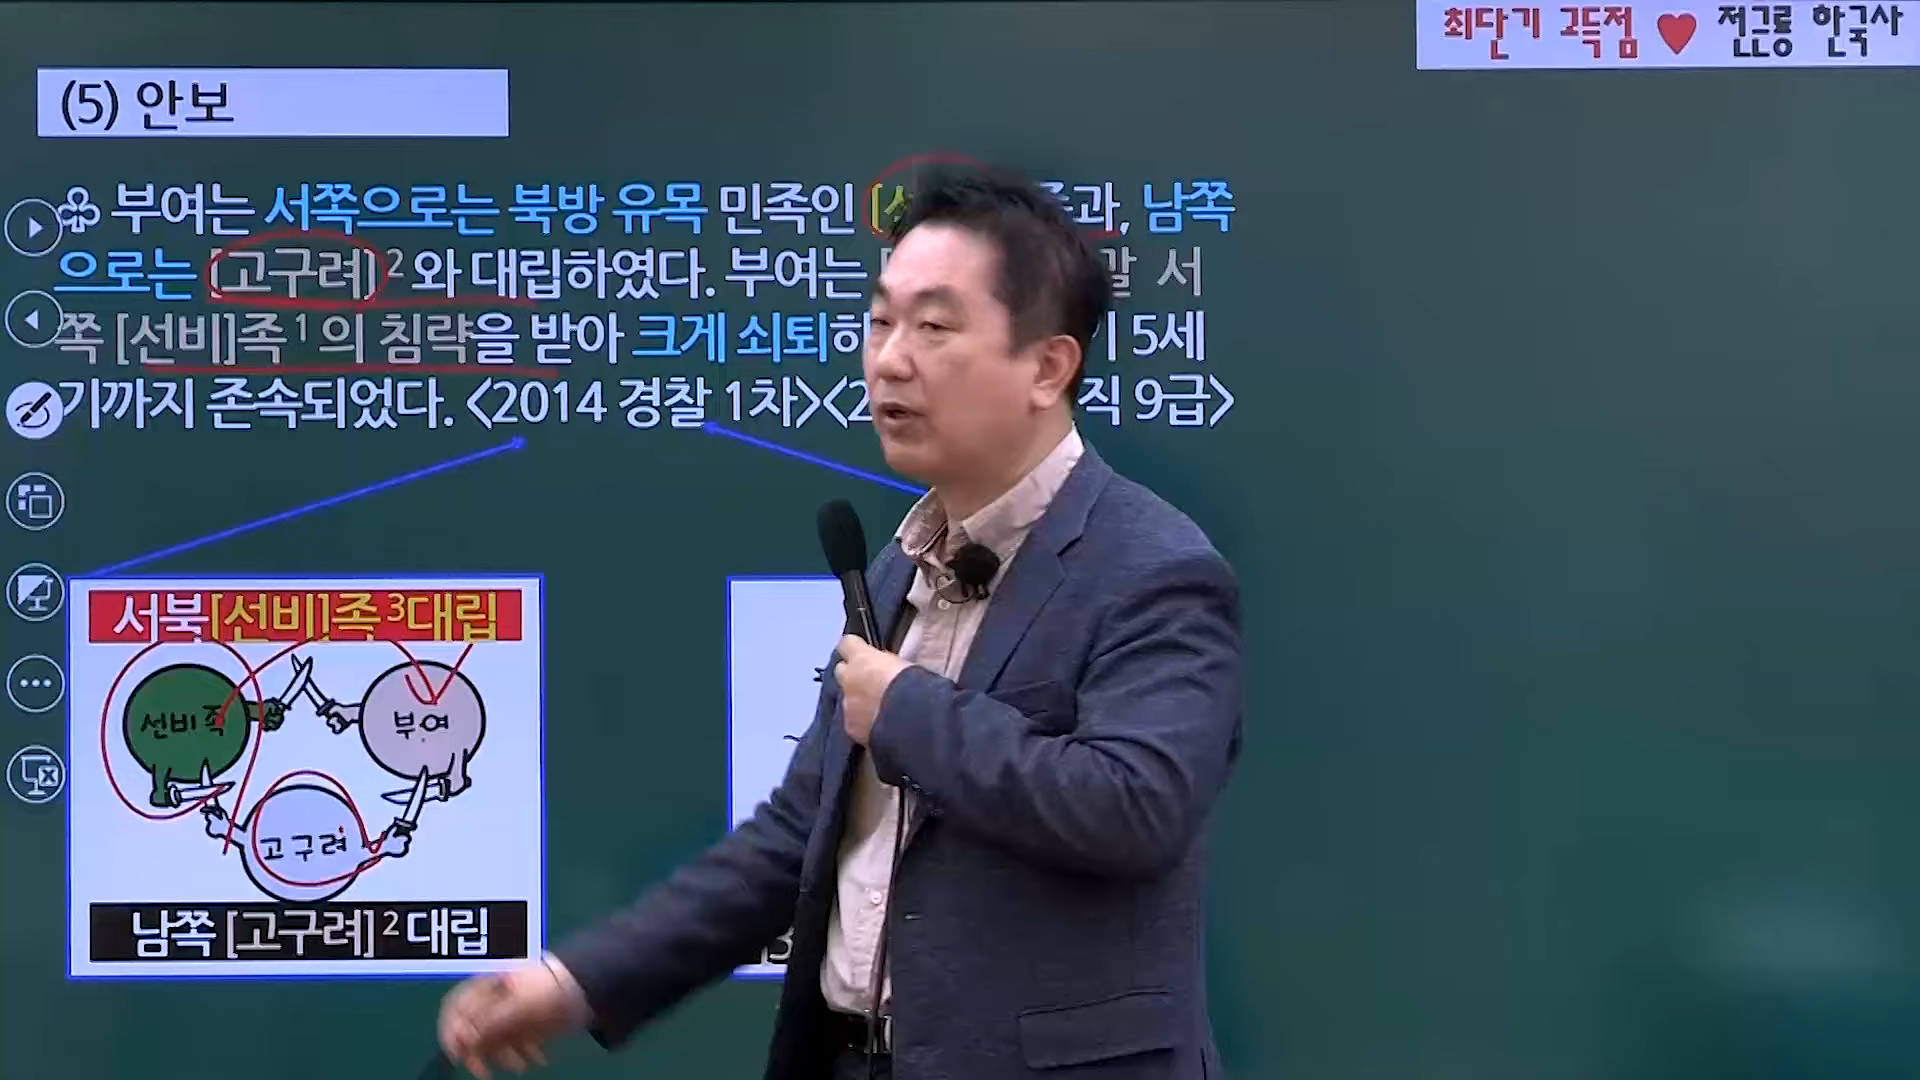 최단기 고득점 ♥ 전근룡 한국사
(5) 안보
♧ 부여는 서쪽으로는 북방 유목 민족인 과, 남쪽
으로는 [고구려]² 와 대립하였다. 부여는 말 서
쪽 [선비]족¹의 침략을 받아 크게 쇠퇴하 5세
기까지 존속되었다. <2014 경찰 1차><2 직 9급>
서북[선비]족³대립
선비족
부여
고구려
남쪽 [고구려]² 대립